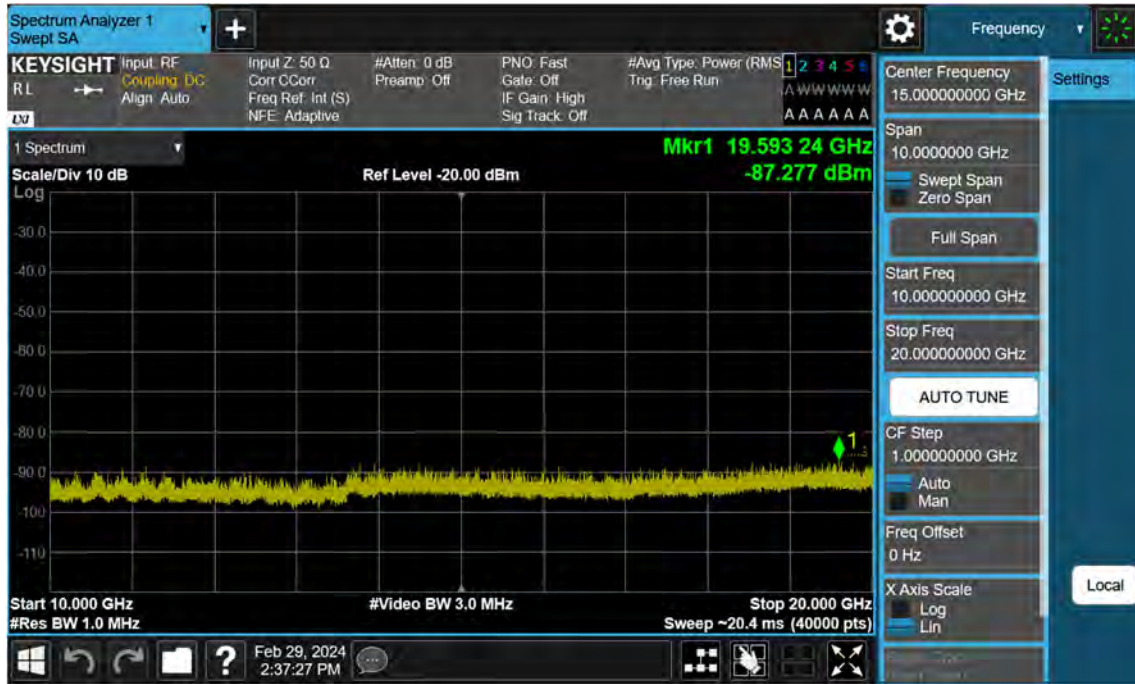 Spectrum Analyzer 1
Swept SA
Frequency
KEYSIGHT
R L
LXI
Input: RF
Coupling: DC
Align: Auto
Input Z: 50 Ω
Corr CCorr
Freq Ref: Int (S)
NFE: Adaptive
#Atten: 0 dB
Preamp: Off
PNO: Fast
Gate: Off
IF Gain: High
Sig Track: Off
#Avg Type: Power (RMS
Trig: Free Run
1 2 3 4 5 6
A W W W W W
A A A A A A
1 Spectrum
Scale/Div 10 dB
Log
Ref Level -20.00 dBm
Mkr1 19.593 24 GHz
-87.277 dBm
-30.0
-40.0
-50.0
-60.0
-70.0
-80.0
-90.0
-100
-110
1
Start 10.000 GHz
#Res BW 1.0 MHz
#Video BW 3.0 MHz
Stop 20.000 GHz
Sweep ~20.4 ms (40000 pts)
?
Feb 29, 2024
2:37:27 PM
Center Frequency
15.000000000 GHz
Span
10.0000000 GHz
Swept Span
Zero Span
Full Span
Start Freq
10.000000000 GHz
Stop Freq
20.000000000 GHz
AUTO TUNE
CF Step
1.000000000 GHz
Auto
Man
Freq Offset
0 Hz
X Axis Scale
Log
Lin
Settings
Local